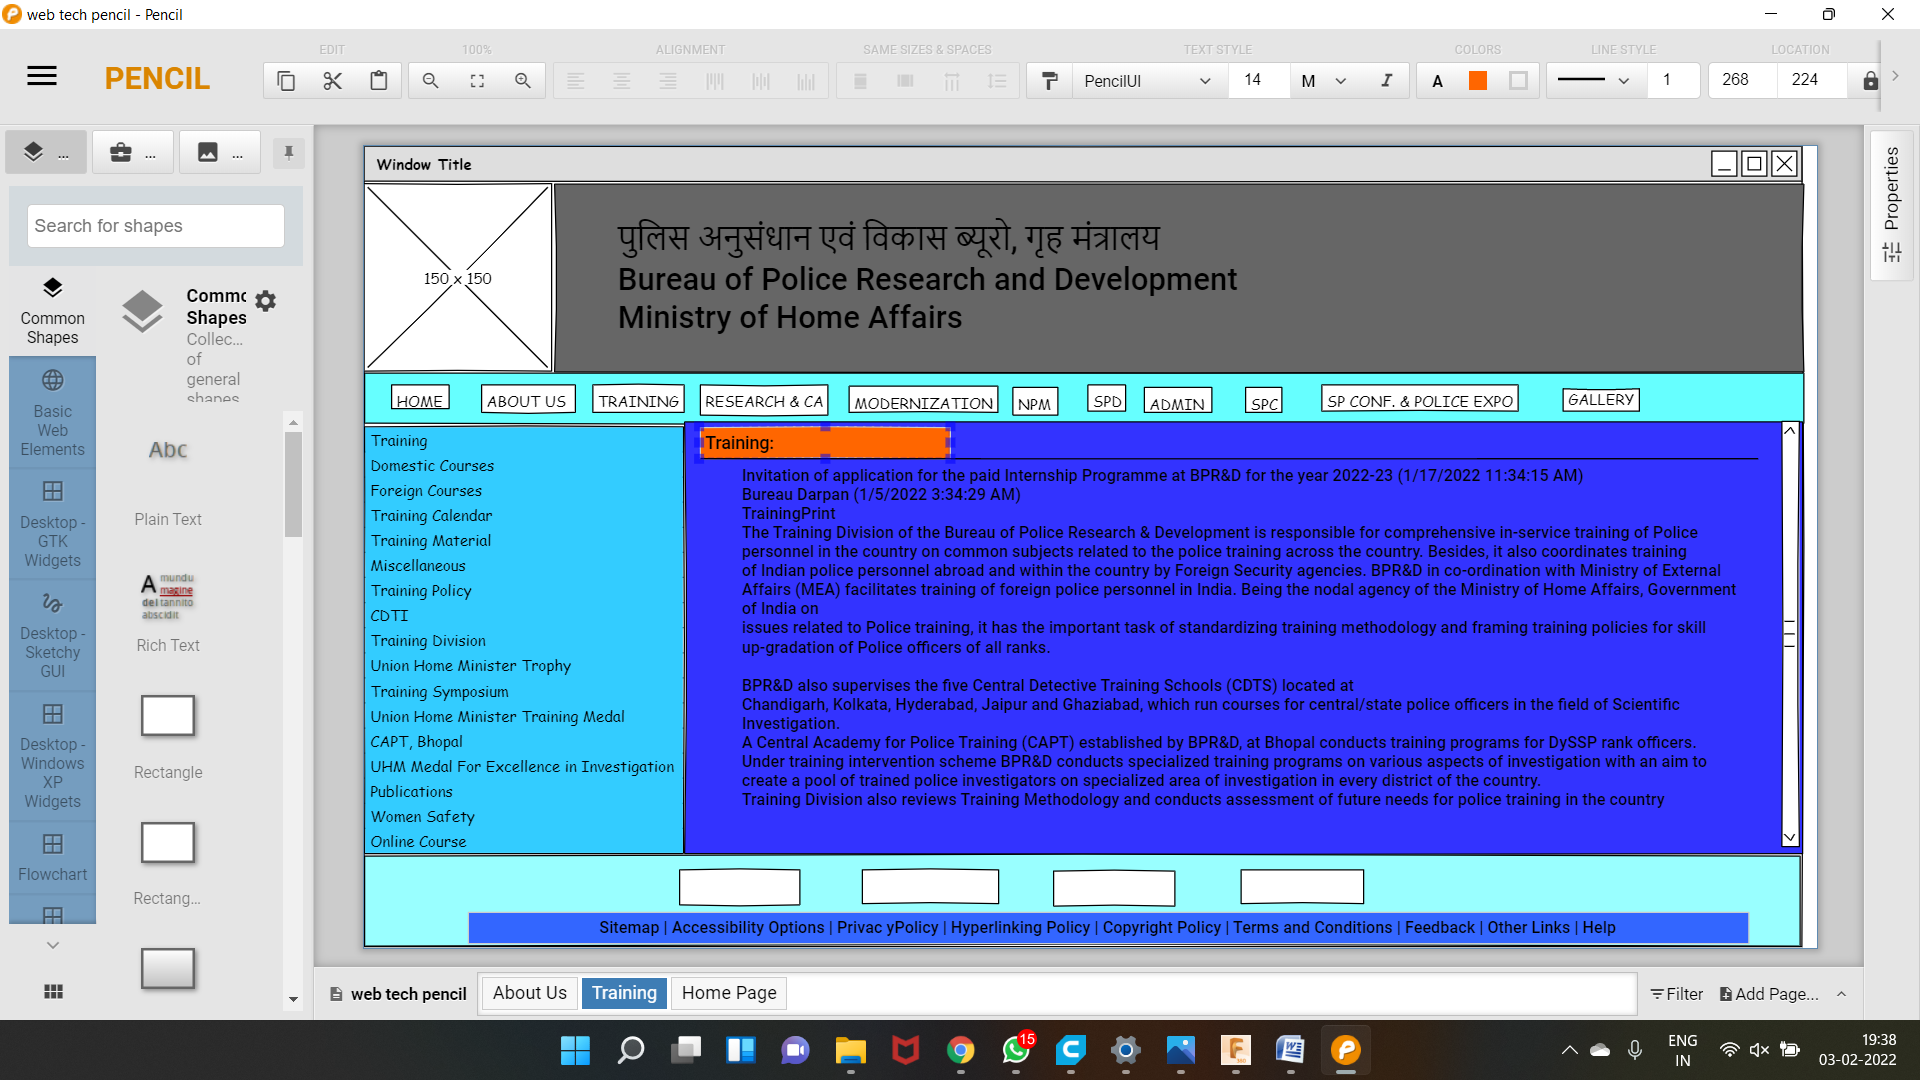 web tech pencil - Pencil
EDIT
100%
ALIGNMENT
SAME SIZES & SPACES
TEXT STYLE
COLORS
LINE STYLE
LOCATION
PENCIL
PencilUI
14
M
I
A
1
268
224
...
...
...
Search for shapes
Common
Shapes
Basic
Web
Elements
Desktop -
GTK
Widgets
Desktop -
Sketchy
GUI
Desktop -
Windows
XP
Widgets
Flowchart
Commo
Shapes
Collec...
of
general
shapes
Abc
Plain Text
A mundu
magine
del tannito
abscidit
Rich Text
Rectangle
Rectang...
Window Title
150 x 150
पुलिस अनुसंधान एवं विकास ब्यूरो, गृह मंत्रालय
Bureau of Police Research and Development
Ministry of Home Affairs
HOME
ABOUT US
TRAINING
RESEARCH & CA
MODERNIZATION
NPM
SPD
ADMIN
SPC
SP CONF. & POLICE EXPO
GALLERY
Training
Domestic Courses
Foreign Courses
Training Calendar
Training Material
Miscellaneous
Training Policy
CDTI
Training Division
Union Home Minister Trophy
Training Symposium
Union Home Minister Training Medal
CAPT, Bhopal
UHM Medal For Excellence in Investigation
Publications
Women Safety
Online Course
Training:
Invitation of application for the paid Internship Programme at BPR&D for the year 2022-23 (1/17/2022 11:34:15 AM)
Bureau Darpan (1/5/2022 3:34:29 AM)
TrainingPrint
The Training Division of the Bureau of Police Research & Development is responsible for comprehensive in-service training of Police
personnel in the country on common subjects related to the police training across the country. Besides, it also coordinates training
of Indian police personnel abroad and within the country by Foreign Security agencies. BPR&D in co-ordination with Ministry of External
Affairs (MEA) facilitates training of foreign police personnel in India. Being the nodal agency of the Ministry of Home Affairs, Government
of India on
issues related to Police training, it has the important task of standardizing training methodology and framing training policies for skill
up-gradation of Police officers of all ranks.
BPR&D also supervises the five Central Detective Training Schools (CDTS) located at
Chandigarh, Kolkata, Hyderabad, Jaipur and Ghaziabad, which run courses for central/state police officers in the field of Scientific
Investigation.
A Central Academy for Police Training (CAPT) established by BPR&D, at Bhopal conducts training programs for DySSP rank officers.
Under training intervention scheme BPR&D conducts specialized training programs on various aspects of investigation with an aim to
create a pool of trained police investigators on specialized area of investigation in every district of the country.
Training Division also reviews Training Methodology and conducts assessment of future needs for police training in the country
Sitemap | Accessibility Options | Privac yPolicy | Hyperlinking Policy | Copyright Policy | Terms and Conditions | Feedback | Other Links | Help
Properties
web tech pencil
About Us
Training
Home Page
Filter
Add Page...
15
ENG
IN
19:38
03-02-2022